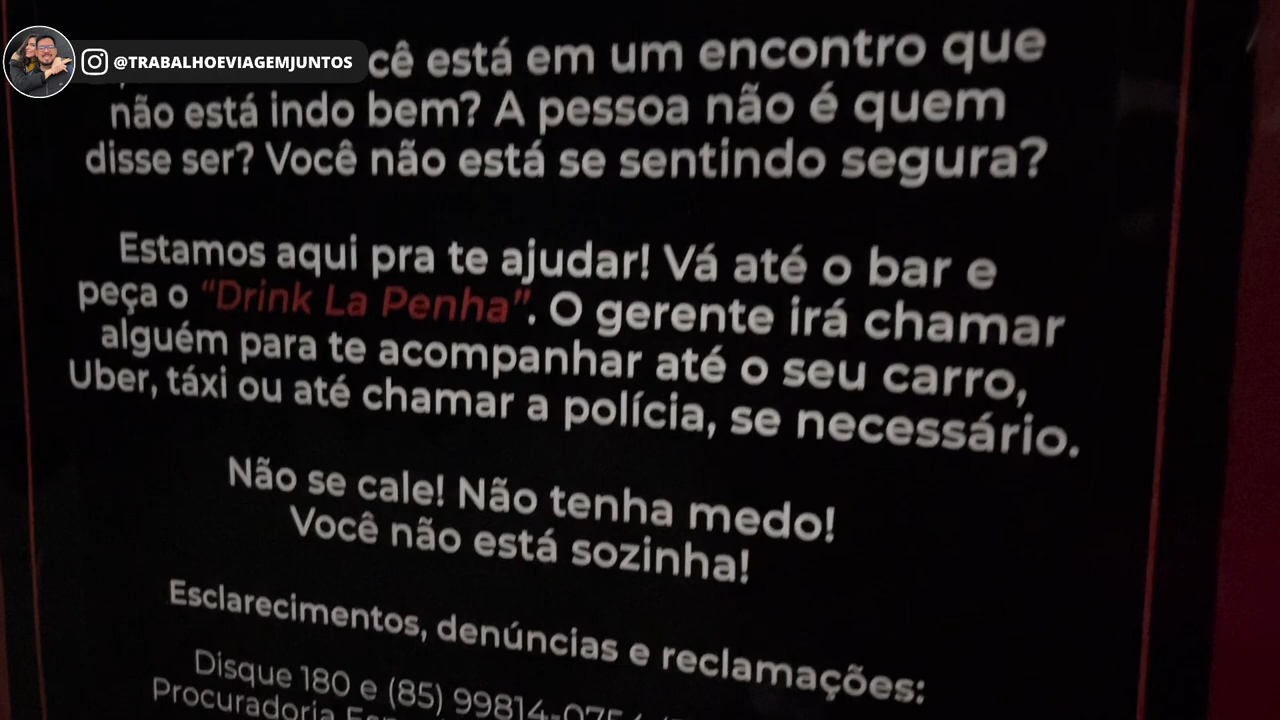 @TRABALHOEVIAGEMJUNTOS
está em um encontro que
não está indo bem? A pessoa não é quem
disse ser? Você não está se sentindo segura?
Estamos aqui pra te ajudar! Vá até o bar e
peça o “Drink La Penha”. O gerente irá chamar
alguém para te acompanhar até o seu carro,
Uber, táxi ou até chamar a polícia, se necessário.
Não se cale! Não tenha medo!
Você não está sozinha!
Esclarecimentos, denúncias e reclamações:
Disque 180 e (85)
Procuradoria